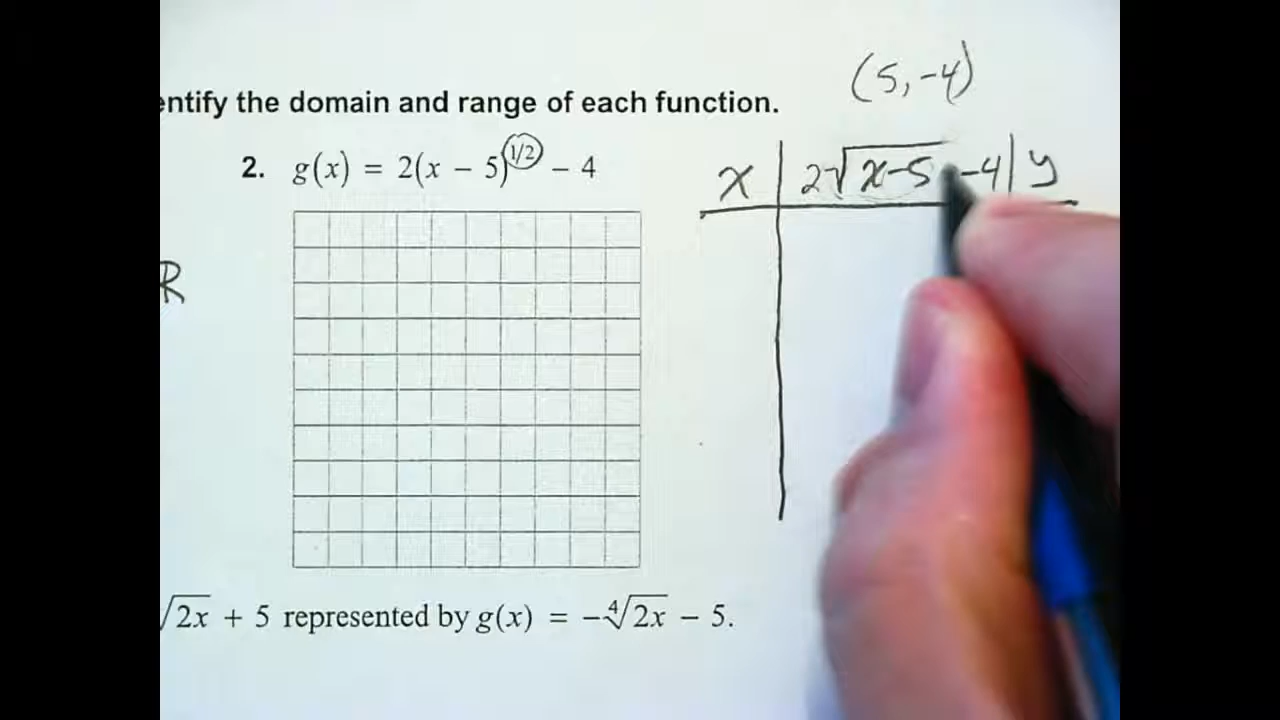 (5, -4)
entify the domain and range of each function.
2. g(x) = 2(x − 5)^{1/2} − 4
x | 2√(x-5) -4 | y
R
√2x + 5 represented by g(x) = −⁴√2x − 5.